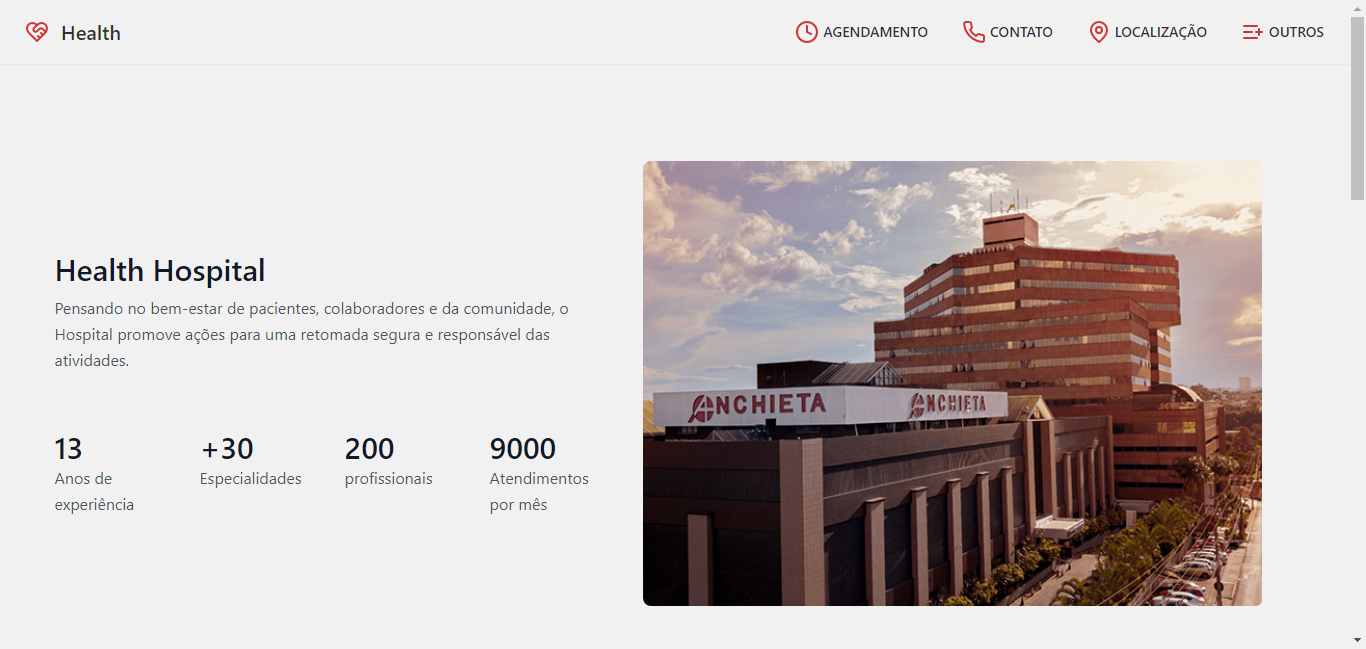 Health
AGENDAMENTO
CONTATO
LOCALIZAÇÃO
OUTROS
Health Hospital
Pensando no bem-estar de pacientes, colaboradores e da comunidade, o
Hospital promove ações para uma retomada segura e responsável das
atividades.
13
Anos de
experiência
+30
Especialidades
200
profissionais
9000
Atendimentos
por mês
ANCHIETA
ANCHIETA